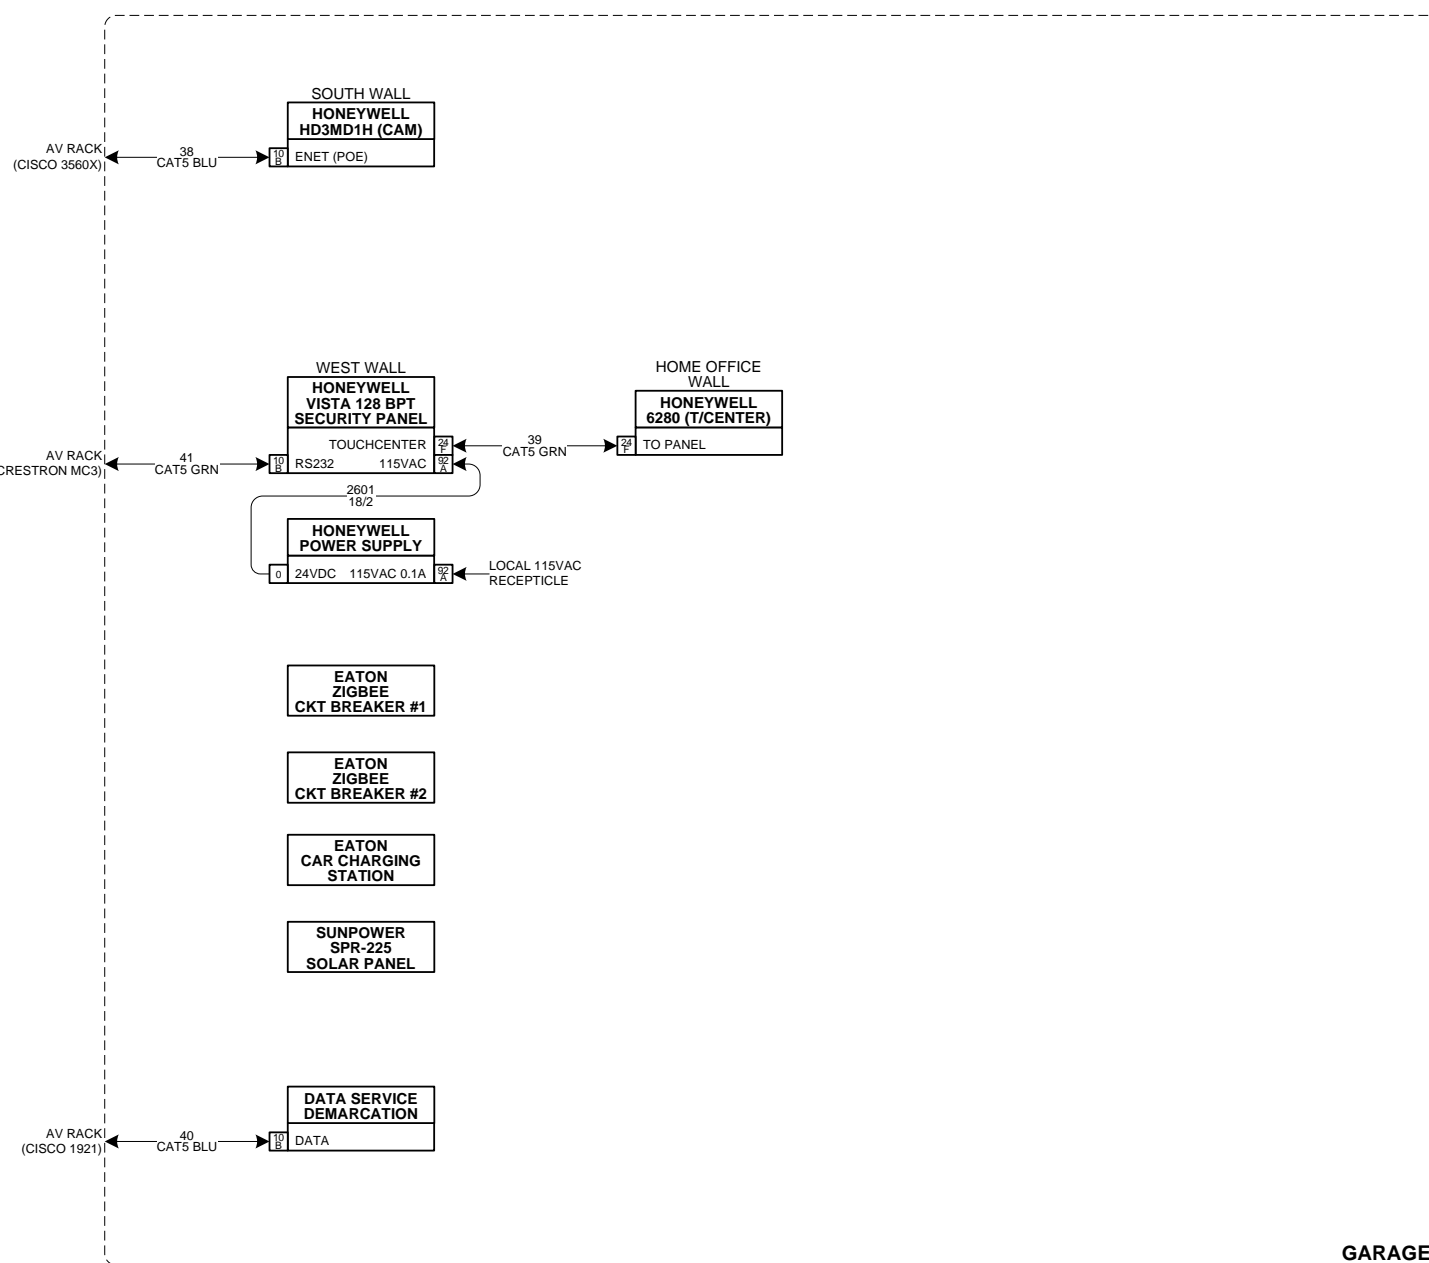 SOUTH WALL
HONEYWELL
HD3MD1H (CAM)
AV RACK
(CISCO 3560X)
38
CAT5 BLU
10
B
ENET (POE)
WEST WALL
HONEYWELL
VISTA 128 BPT
SECURITY PANEL
TOUCHCENTER
24
F
AV RACK
CRESTRON MC3)
41
CAT5 GRN
10
B
RS232
115VAC
92
A
39
CAT5 GRN
HOME OFFICE
WALL
HONEYWELL
6280 (T/CENTER)
24
F
TO PANEL
2601
18/2
HONEYWELL
POWER SUPPLY
0
24VDC
115VAC 0.1A
92
A
LOCAL 115VAC
RECEPTICLE
EATON
ZIGBEE
CKT BREAKER #1
EATON
ZIGBEE
CKT BREAKER #2
EATON
CAR CHARGING
STATION
SUNPOWER
SPR-225
SOLAR PANEL
DATA SERVICE
DEMARCATION
AV RACK
(CISCO 1921)
40
CAT5 BLU
10
B
DATA
GARAGE